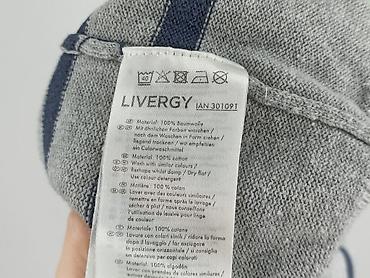 40
LIVERGY IAN 301091
Material: 100% Baumwolle
Mit ähnlichen Farben waschen /
nach dem Waschen in Form ziehen /
liegend trocknen / wir empfehlen
ein Colorwaschmittel
Material: 100% cotton
Wash with similar colours /
Reshape whilst damp / Dry flat /
Use colour detergent
Matière: 100 % coton
Laver avec des couleurs similaires /
remettre en forme après le lavage /
sécher à plat / nous conseillons
l'utilisation de lessive pour linge
de couleur
Materiale: 100% cotone
Lavare con colori simili / ridare la forma
dopo il lavaggio / far asciugare
in posizione orizzontale / si consiglia
un detersivo per capi colorati
Material: 100% algodón
Lavar con prendas de colores similares